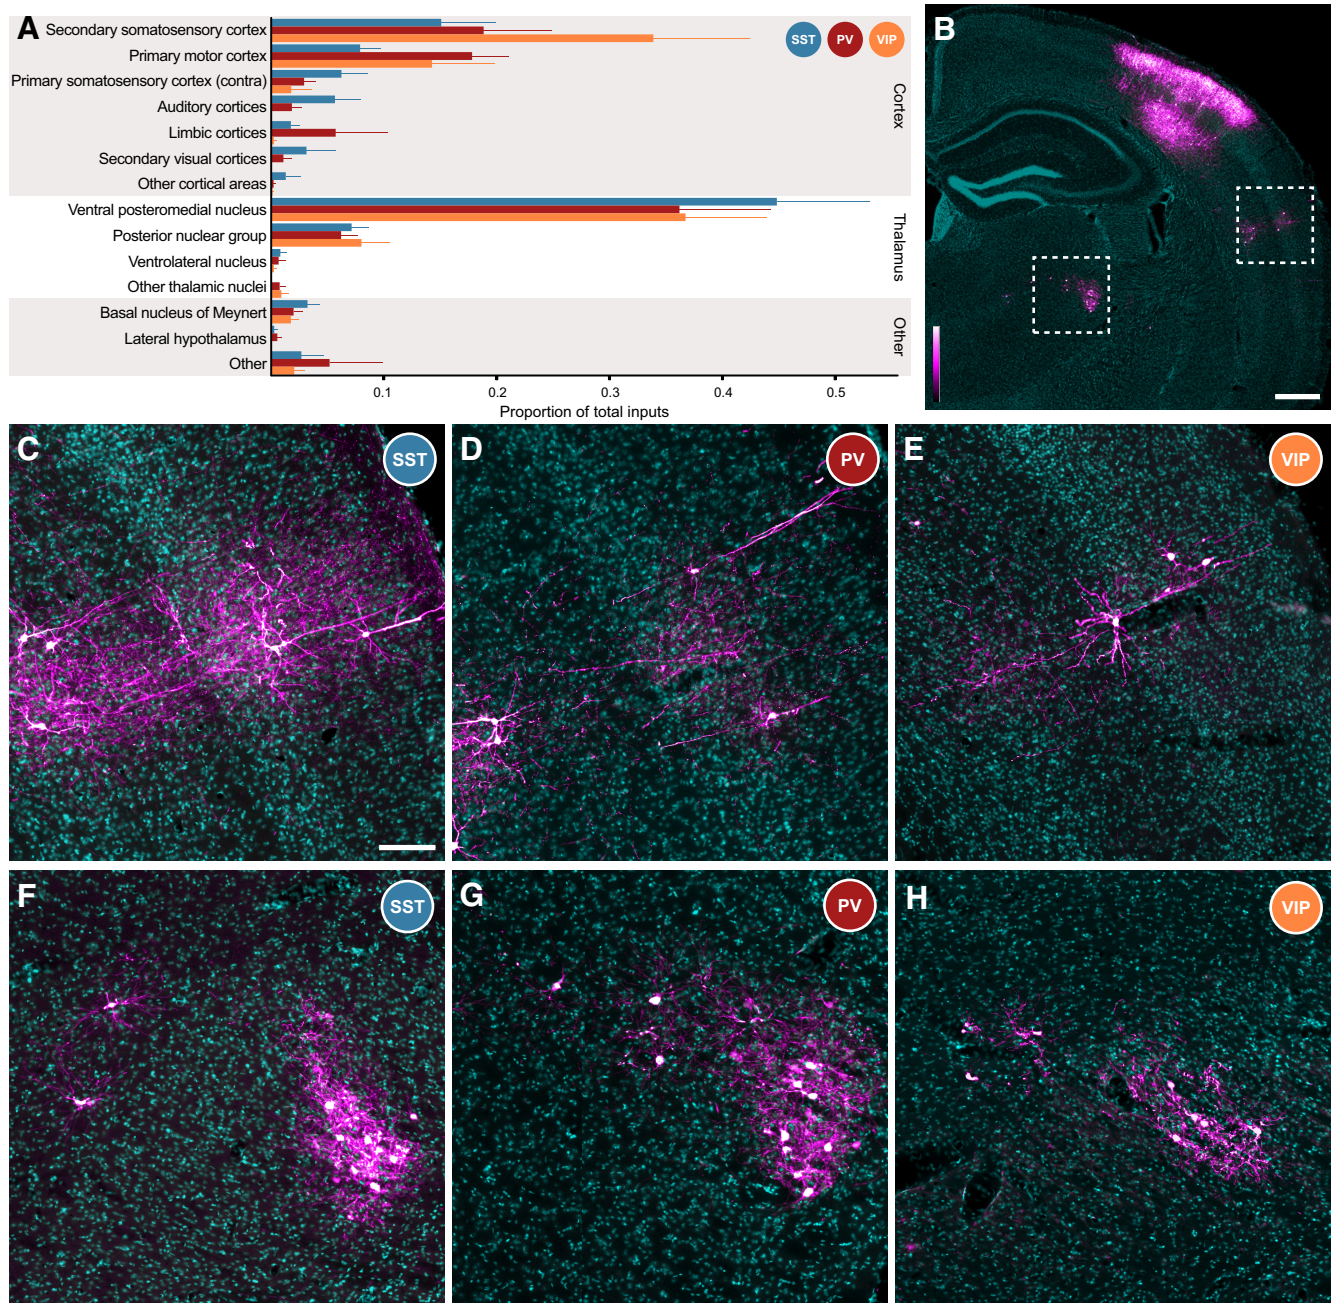 A
Secondary somatosensory cortex
Primary motor cortex
Primary somatosensory cortex (contra)
Auditory cortices
Limbic cortices
Secondary visual cortices
Other cortical areas
Ventral posteromedial nucleus
Posterior nuclear group
Ventrolateral nucleus
Other thalamic nuclei
Basal nucleus of Meynert
Lateral hypothalamus
Other
SST PV VIP
Cortex
Thalamus
Other
0.1 0.2 0.3 0.4 0.5
Proportion of total inputs
B
C SST
D PV
E VIP
F SST
G PV
H VIP